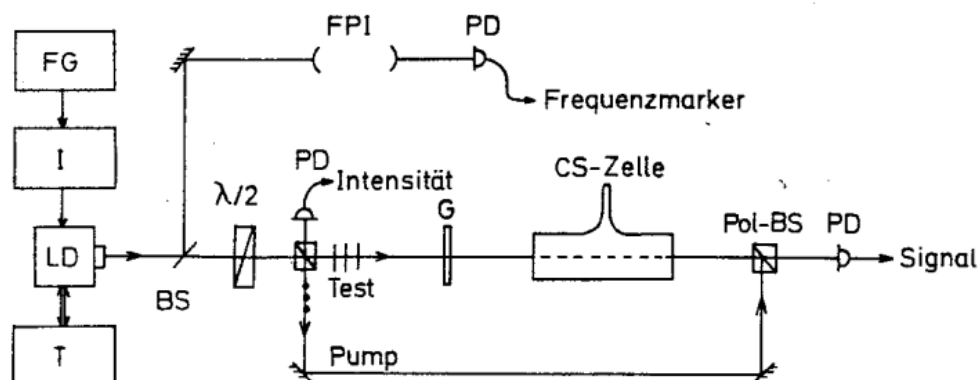 FPI
PD
FG
Frequenzmarker
I
PD
Intensität
CS-Zelle
λ/2
G
Pol-BS
PD
LD
Signal
BS
Test
T
Pump